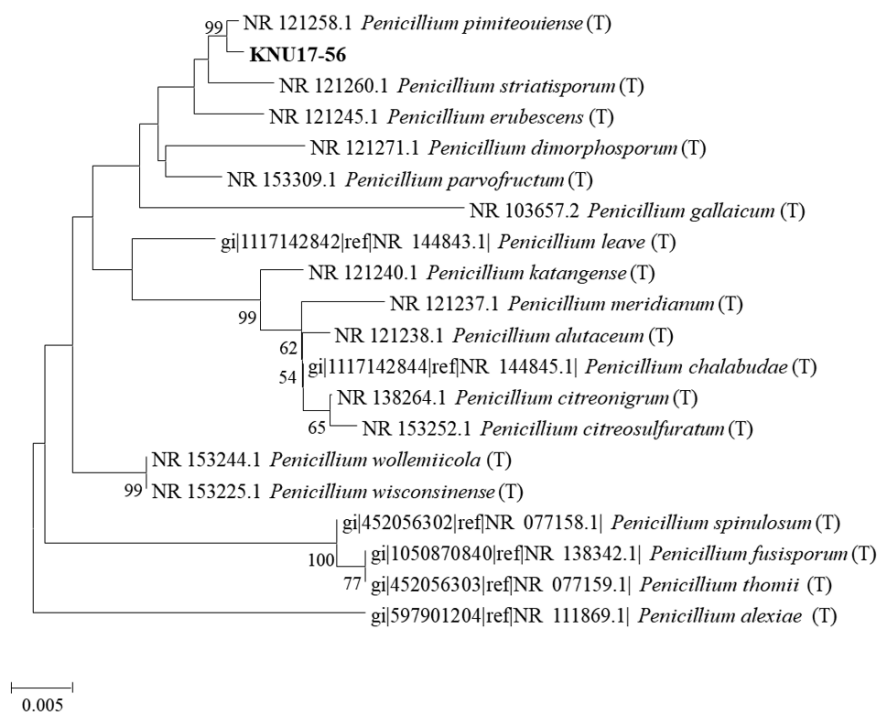 99 NR 121258.1 Penicillium pimiteouiense (T)
KNU17-56
NR 121260.1 Penicillium striatisporum (T)
NR 121245.1 Penicillium erubescens (T)
NR 121271.1 Penicillium dimorphosporum (T)
NR 153309.1 Penicillium parvofructum (T)
NR 103657.2 Penicillium gallaicum (T)
gi|1117142842|ref|NR 144843.1| Penicillium leave (T)
NR 121240.1 Penicillium katangense (T)
99
NR 121237.1 Penicillium meridianum (T)
NR 121238.1 Penicillium alutaceum (T)
62
gi|1117142844|ref|NR 144845.1| Penicillium chalabudae (T)
54
NR 138264.1 Penicillium citreonigrum (T)
65 NR 153252.1 Penicillium citreosulfuratum (T)
NR 153244.1 Penicillium wollemiicola (T)
99 NR 153225.1 Penicillium wisconsinense (T)
gi|452056302|ref|NR 077158.1| Penicillium spinulosum (T)
100 gi|1050870840|ref|NR 138342.1| Penicillium fusisporum (T)
77 gi|452056303|ref|NR 077159.1| Penicillium thomii (T)
gi|597901204|ref|NR 111869.1| Penicillium alexiae (T)
0.005